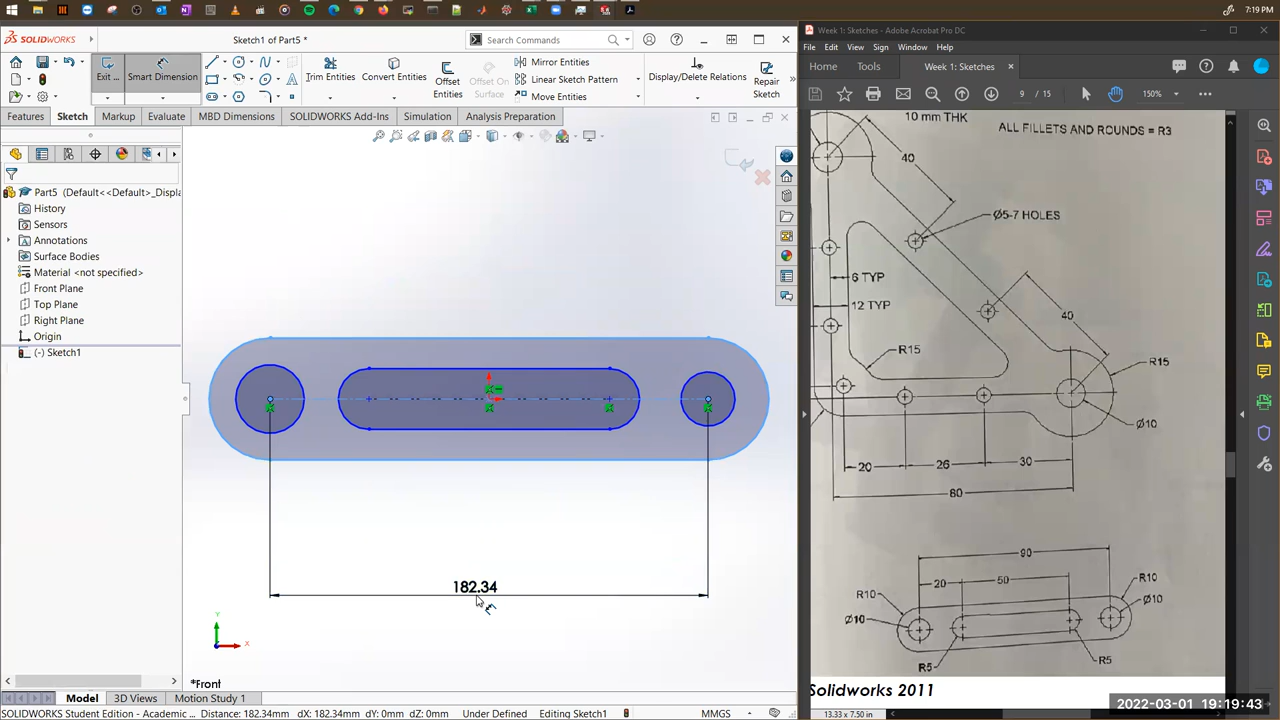 7:19 PM
SOLIDWORKS
Sketch1 of Part5 *
Search Commands
Exit ...
Smart Dimension
Trim Entities
Convert Entities
Offset Entities
Offset On Surface
Mirror Entities
Linear Sketch Pattern
Move Entities
Display/Delete Relations
Repair Sketch
Features
Sketch
Markup
Evaluate
MBD Dimensions
SOLIDWORKS Add-Ins
Simulation
Analysis Preparation
Part5 (Default<<Default>_Displa
History
Sensors
Annotations
Surface Bodies
Material <not specified>
Front Plane
Top Plane
Right Plane
Origin
(-) Sketch1
182.34
Y
X
*Front
Model
3D Views
Motion Study 1
SOLIDWORKS Student Edition - Academic ...
Distance: 182.34mm dX: 182.34mm dY: 0mm dZ: 0mm
Under Defined
Editing Sketch1
MMGS
Week 1: Sketches - Adobe Acrobat Pro DC
File Edit View Sign Window Help
Home
Tools
Week 1: Sketches
9 / 15
150%
10 mm THK
ALL FILLETS AND ROUNDS = R3
40
Ø5-7 HOLES
6 TYP
12 TYP
40
R15
R15
Ø10
20
26
30
80
90
20
50
R10
R10
Ø10
Ø10
R5
R5
Solidworks 2011
2022-03-01 19:19:43
13.33 x 7.50 in